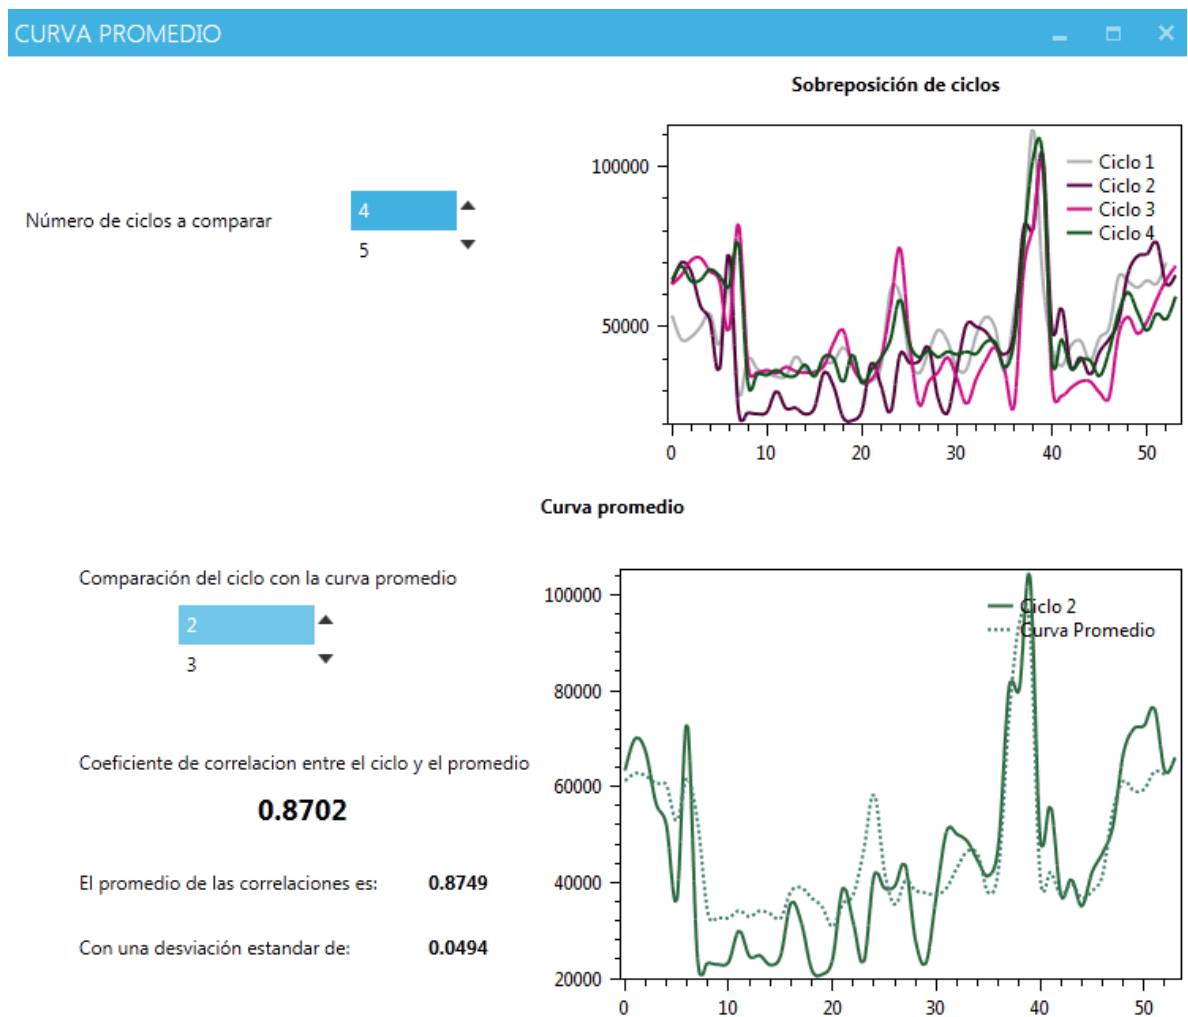 CURVA PROMEDIO
Sobreposición de ciclos
Número de ciclos a comparar
4
5
100000
50000
Ciclo 1
Ciclo 2
Ciclo 3
Ciclo 4
0 10 20 30 40 50
Curva promedio
Comparación del ciclo con la curva promedio
2
3
Coeficiente de correlacion entre el ciclo y el promedio
0.8702
El promedio de las correlaciones es: 0.8749
Con una desviación estandar de: 0.0494
100000
80000
60000
40000
20000
Ciclo 2
Curva Promedio
0 10 20 30 40 50